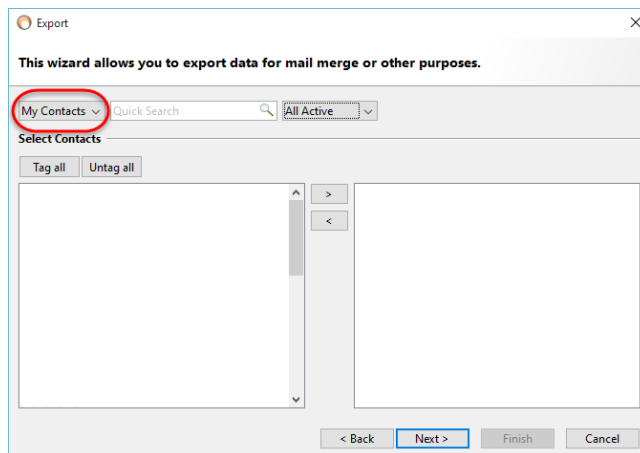 Export
This wizard allows you to export data for mail merge or other purposes.
My Contacts Quick Search All Active
Select Contacts
Tag all Untag all
>
<
< Back Next > Finish Cancel